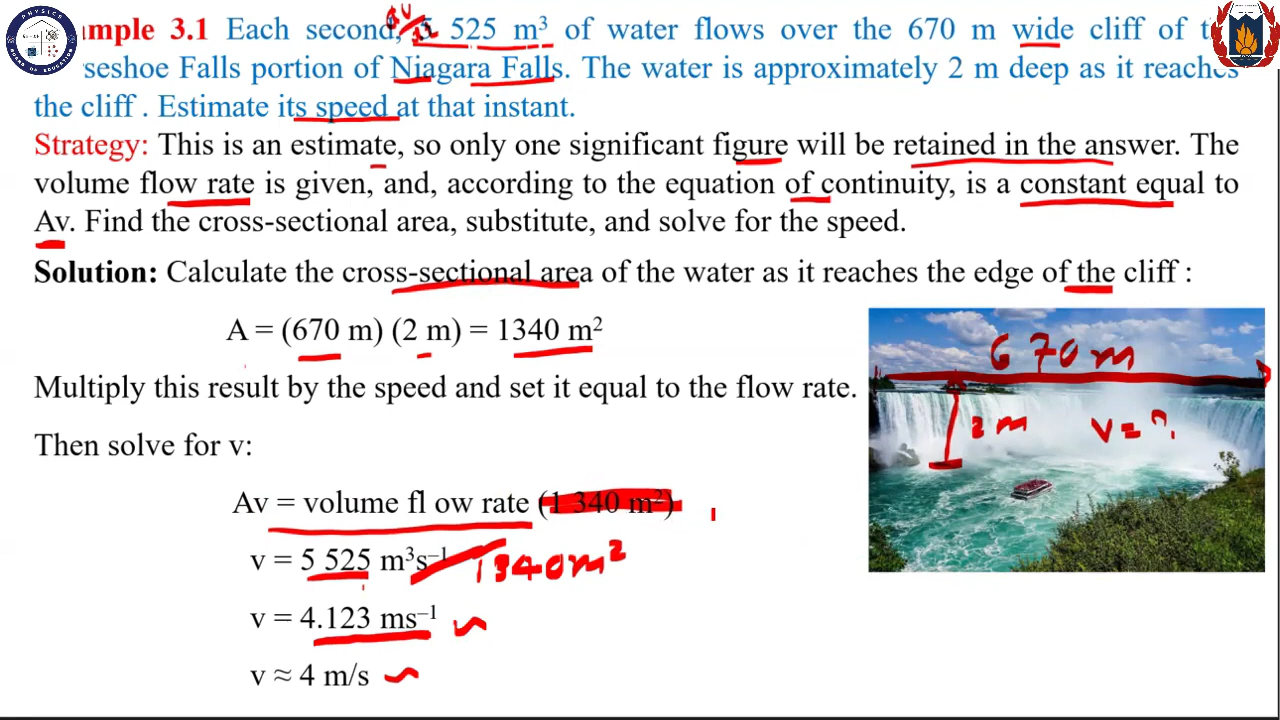 mple 3.1 Each second, 5 525 m³ of water flows over the 670 m wide cliff of t
seshoe Falls portion of Niagara Falls. The water is approximately 2 m deep as it reaches
the cliff . Estimate its speed at that instant.
Strategy: This is an estimate, so only one significant figure will be retained in the answer. The
volume flow rate is given, and, according to the equation of continuity, is a constant equal to
Av. Find the cross-sectional area, substitute, and solve for the speed.
Solution: Calculate the cross-sectional area of the water as it reaches the edge of the cliff :
A = (670 m) (2 m) = 1340 m²
670m
Multiply this result by the speed and set it equal to the flow rate.
2m v=?
Then solve for v:
Av = volume fl ow rate (1 340 m²)
v = 5 525 m³s⁻¹ 1340m²
v = 4.123 ms⁻¹
v ≈ 4 m/s
PHYSICS